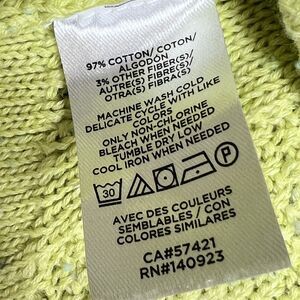 97% COTTON/ COTON/
ALGODÓN
3% OTHER FIBER(S)/
AUTRE(S) FIBRE(S)/
OTRA(S) FIBRA(S)
MACHINE WASH COLD
DELICATE CYCLE WITH LIKE
COLORS
ONLY NON-CHLORINE
BLEACH WHEN NEEDED
TUMBLE DRY LOW
COOL IRON WHEN NEEDED
30
P
AVEC DES COULEURS
SEMBLABLES / CON
COLORES SIMILARES
CA#57421
RN#140923